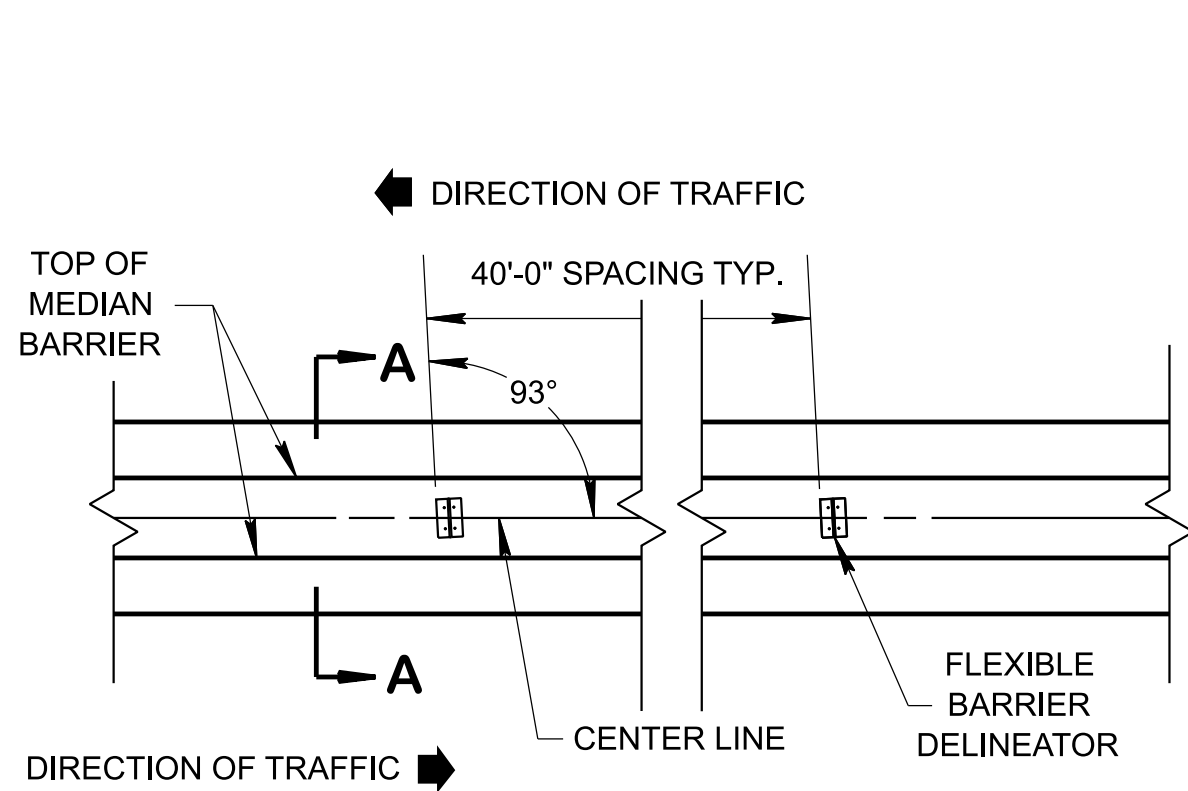 DIRECTION OF TRAFFIC
TOP OF
MEDIAN
BARRIER
40'-0" SPACING TYP.
A
93°
A
FLEXIBLE
BARRIER
DELINEATOR
CENTER LINE
DIRECTION OF TRAFFIC